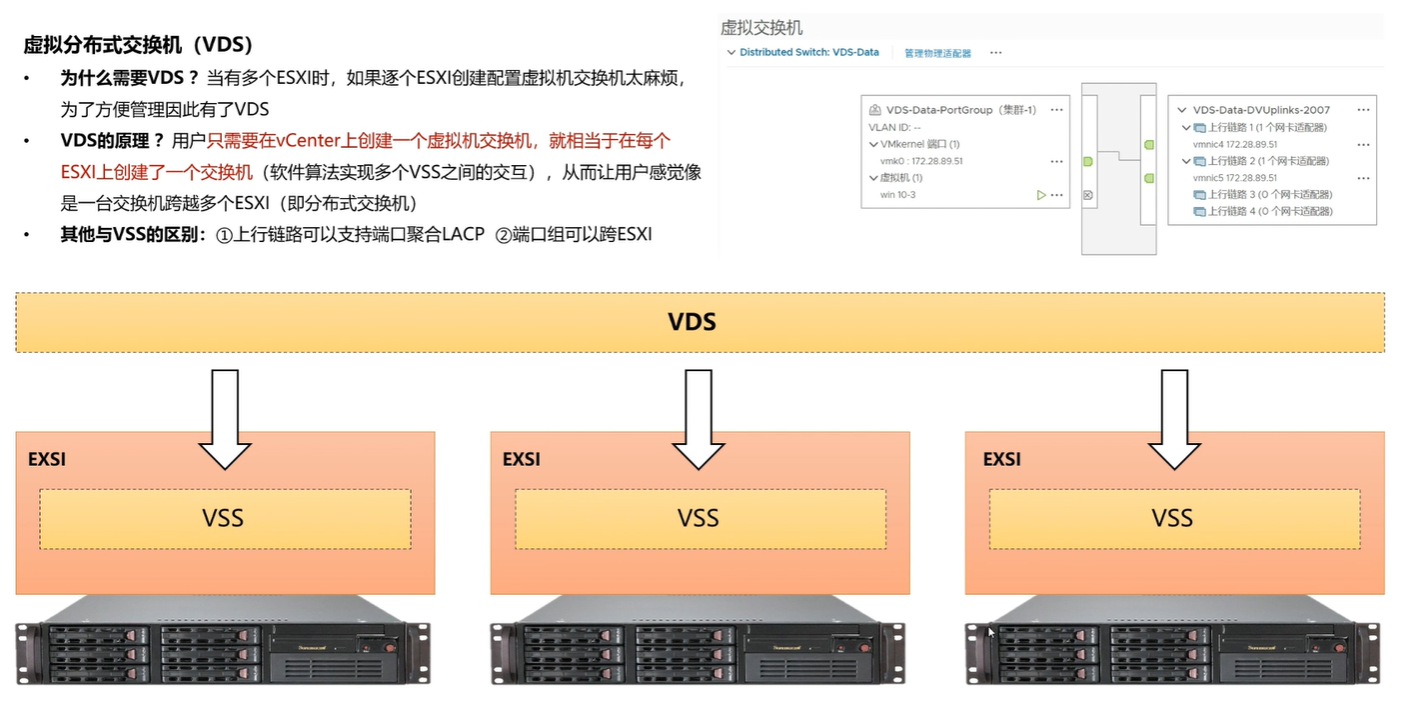 虚拟分布式交换机（VDS）
• 为什么需要VDS ？当有多个ESXI时，如果逐个ESXI创建配置虚拟机交换机太麻烦，
为了方便管理因此有了VDS
• VDS的原理 ？用户只需要在vCenter上创建一个虚拟机交换机，就相当于在每个
ESXI上创建了一个交换机（软件算法实现多个VSS之间的交互），从而让用户感觉像
是一台交换机跨越多个ESXI（即分布式交换机）
• 其他与VSS的区别：①上行链路可以支持端口聚合LACP ②端口组可以跨ESXI
虚拟交换机
Distributed Switch: VDS-Data 管理物理适配器 ···
VDS-Data-PortGroup（集群-1） ···
VLAN ID: --
VMkernel 端口 (1)
vmk0 : 172.28.89.51 ···
虚拟机 (1)
win 10-3 ···
VDS-Data-DVUplinks-2007 ···
上行链路 1 (1 个网卡适配器)
vmnic4 172.28.89.51 ···
上行链路 2 (1 个网卡适配器)
vmnic5 172.28.89.51 ···
上行链路 3 (0 个网卡适配器)
上行链路 4 (0 个网卡适配器)
VDS
EXSI
VSS
EXSI
VSS
EXSI
VSS